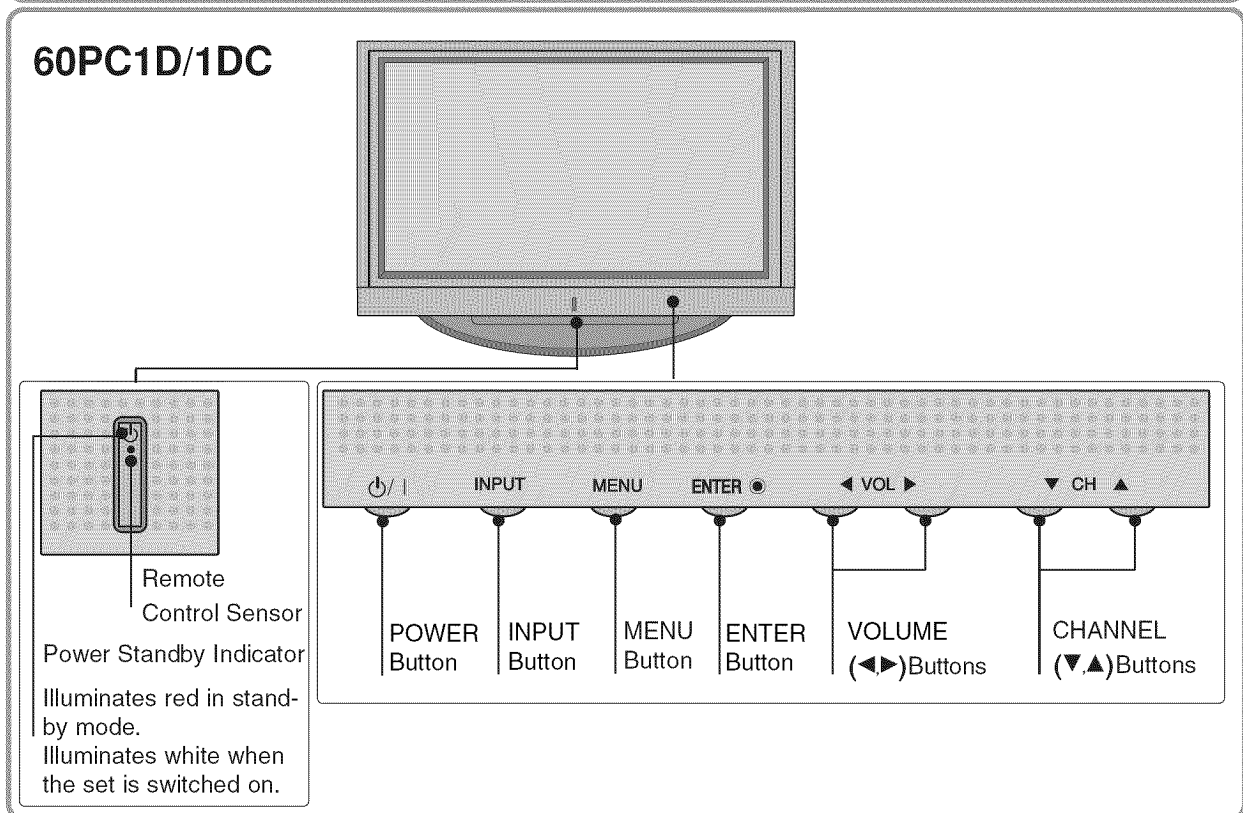 60PC1D/1DC
⏻/ I
INPUT
MENU
ENTER ◉
◀ VOL ▶
▼ CH ▲
Remote
Control Sensor
Power Standby Indicator
Illuminates red in stand-
by mode.
Illuminates white when
the set is switched on.
POWER
Button
INPUT
Button
MENU
Button
ENTER
Button
VOLUME
(◀,▶)Buttons
CHANNEL
(▼,▲)Buttons